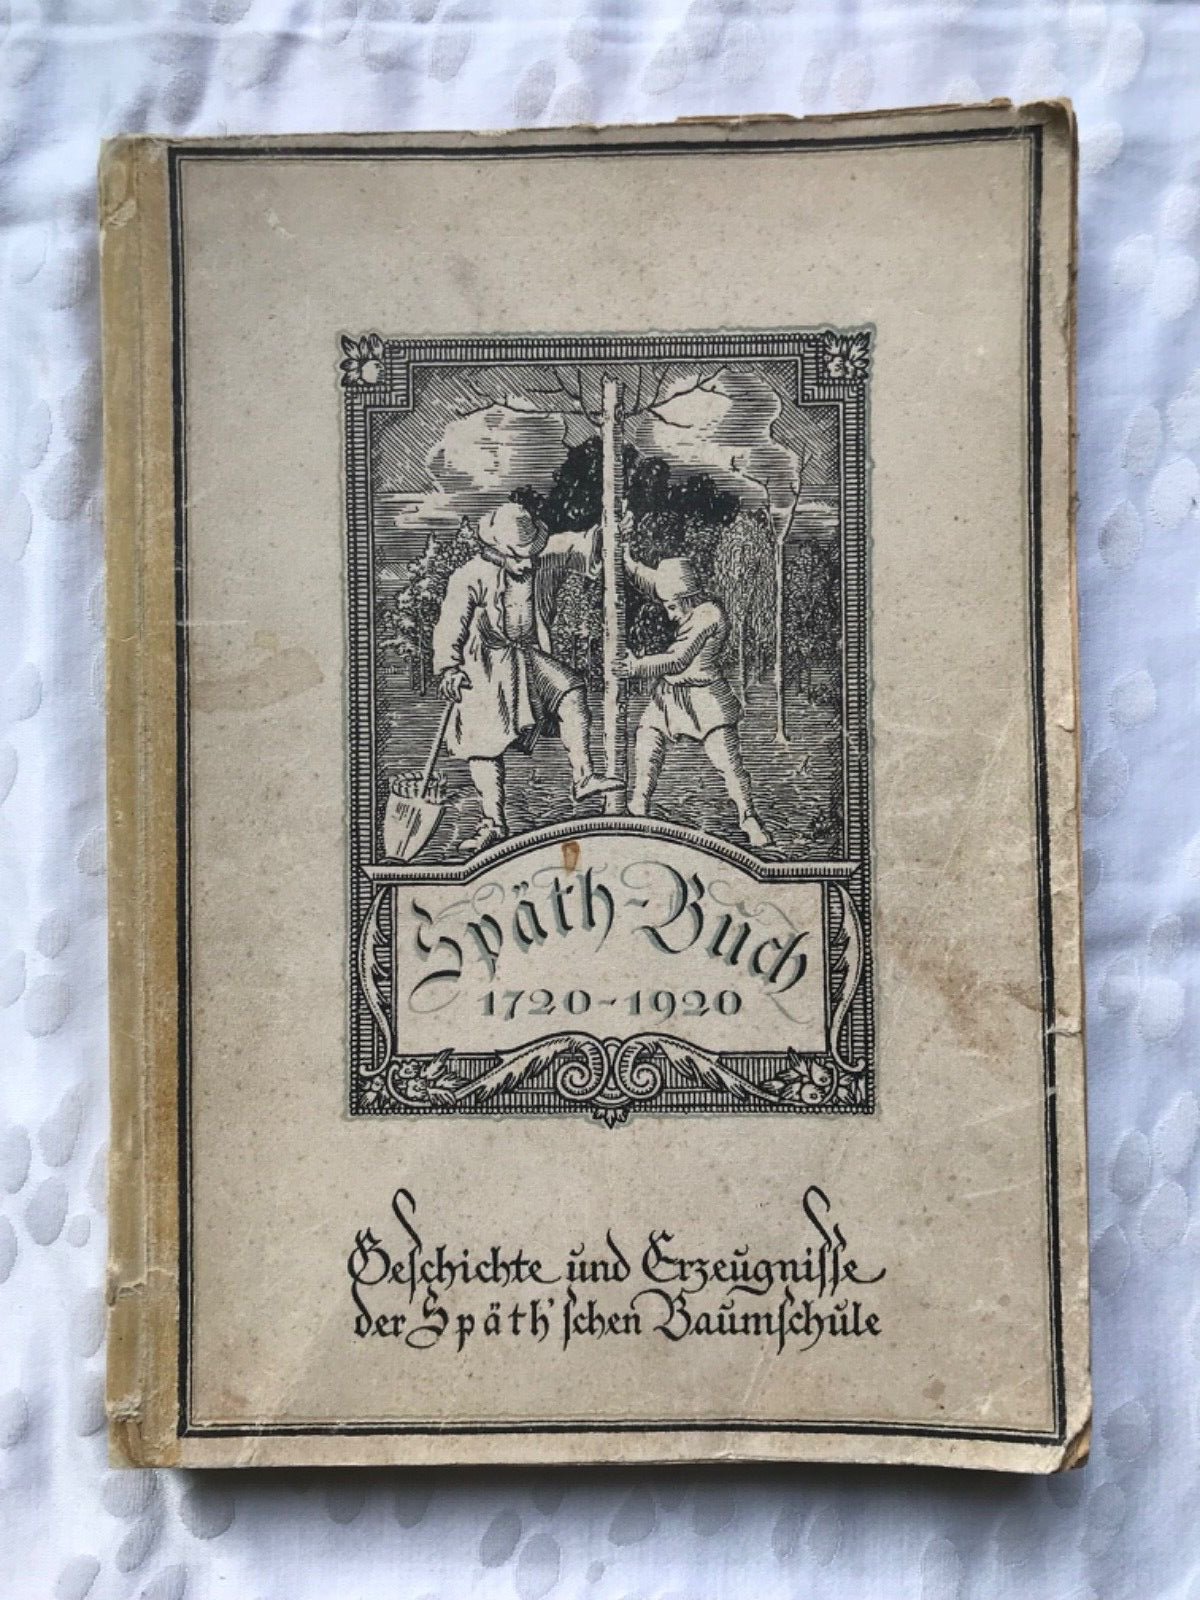 Späth-Buch
1720-1920
Geschichte und Erzeugnisse
der Späth'schen Baumschule